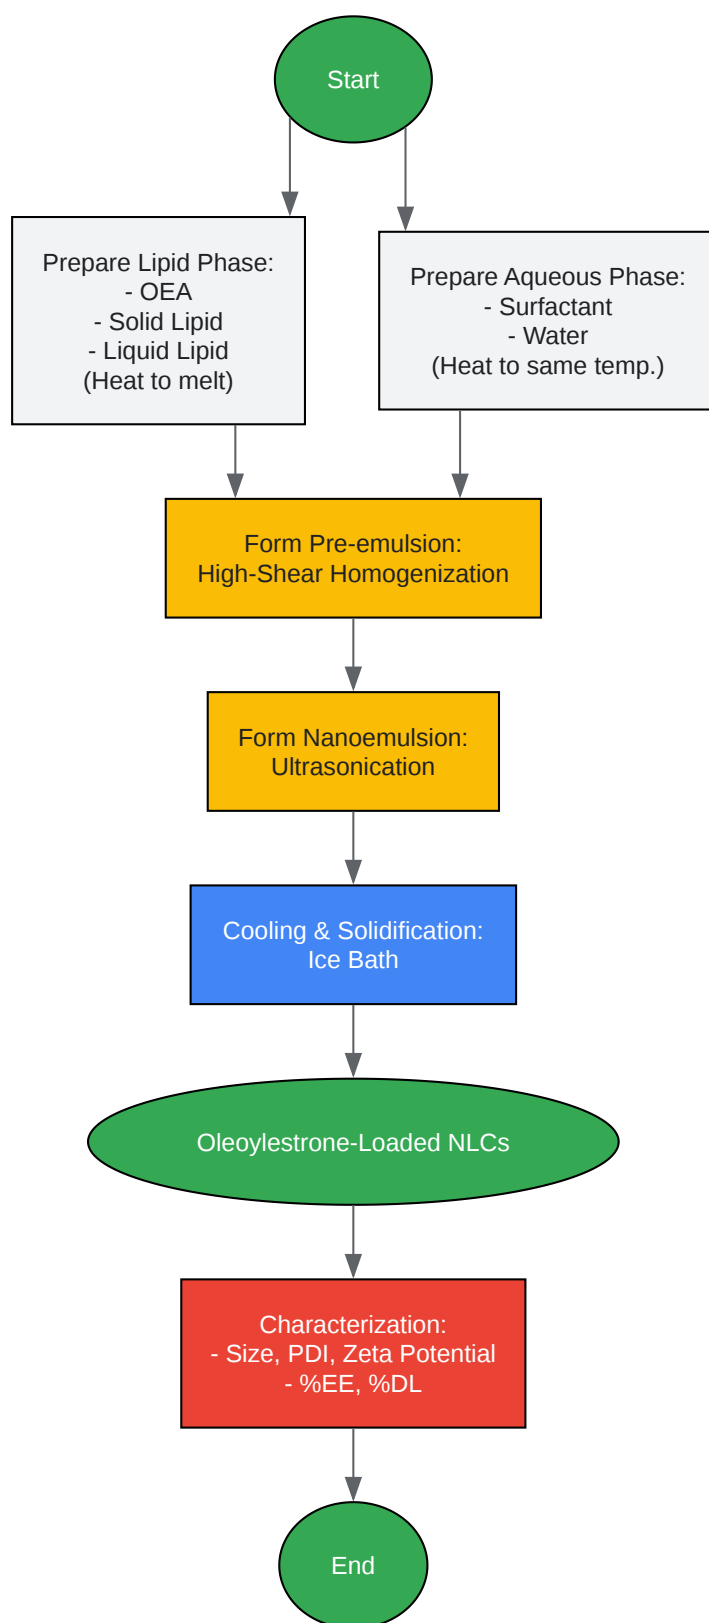 Start
Prepare Lipid Phase:
- OEA
- Solid Lipid
- Liquid Lipid
(Heat to melt)
Prepare Aqueous Phase:
- Surfactant
- Water
(Heat to same temp.)
Form Pre-emulsion:
High-Shear Homogenization
Form Nanoemulsion:
Ultrasonication
Cooling & Solidification:
Ice Bath
Oleoylestrone-Loaded NLCs
Characterization:
- Size, PDI, Zeta Potential
- %EE, %DL
End